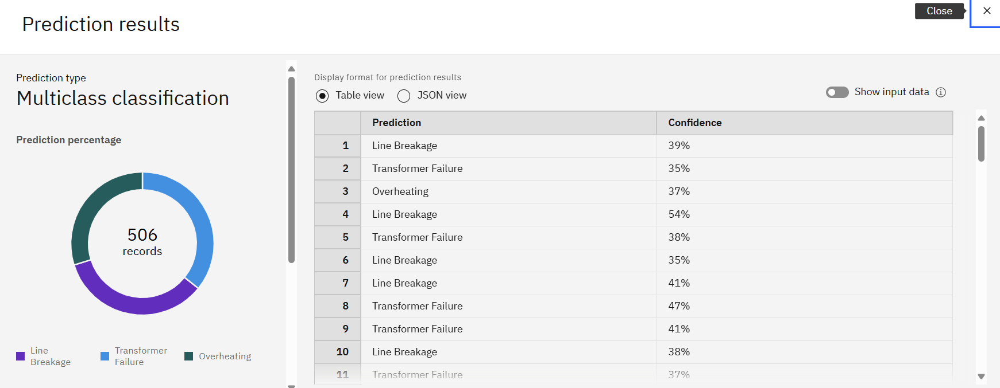 Prediction results
Close
Prediction type
Multiclass classification
Prediction percentage
506
records
Line
Breakage
Transformer
Failure
Overheating
Display format for prediction results
Table view
JSON view
Show input data
Prediction Confidence
1 Line Breakage 39%
2 Transformer Failure 35%
3 Overheating 37%
4 Line Breakage 54%
5 Transformer Failure 38%
6 Line Breakage 35%
7 Line Breakage 41%
8 Transformer Failure 47%
9 Transformer Failure 41%
10 Line Breakage 38%
11 Transformer Failure 37%